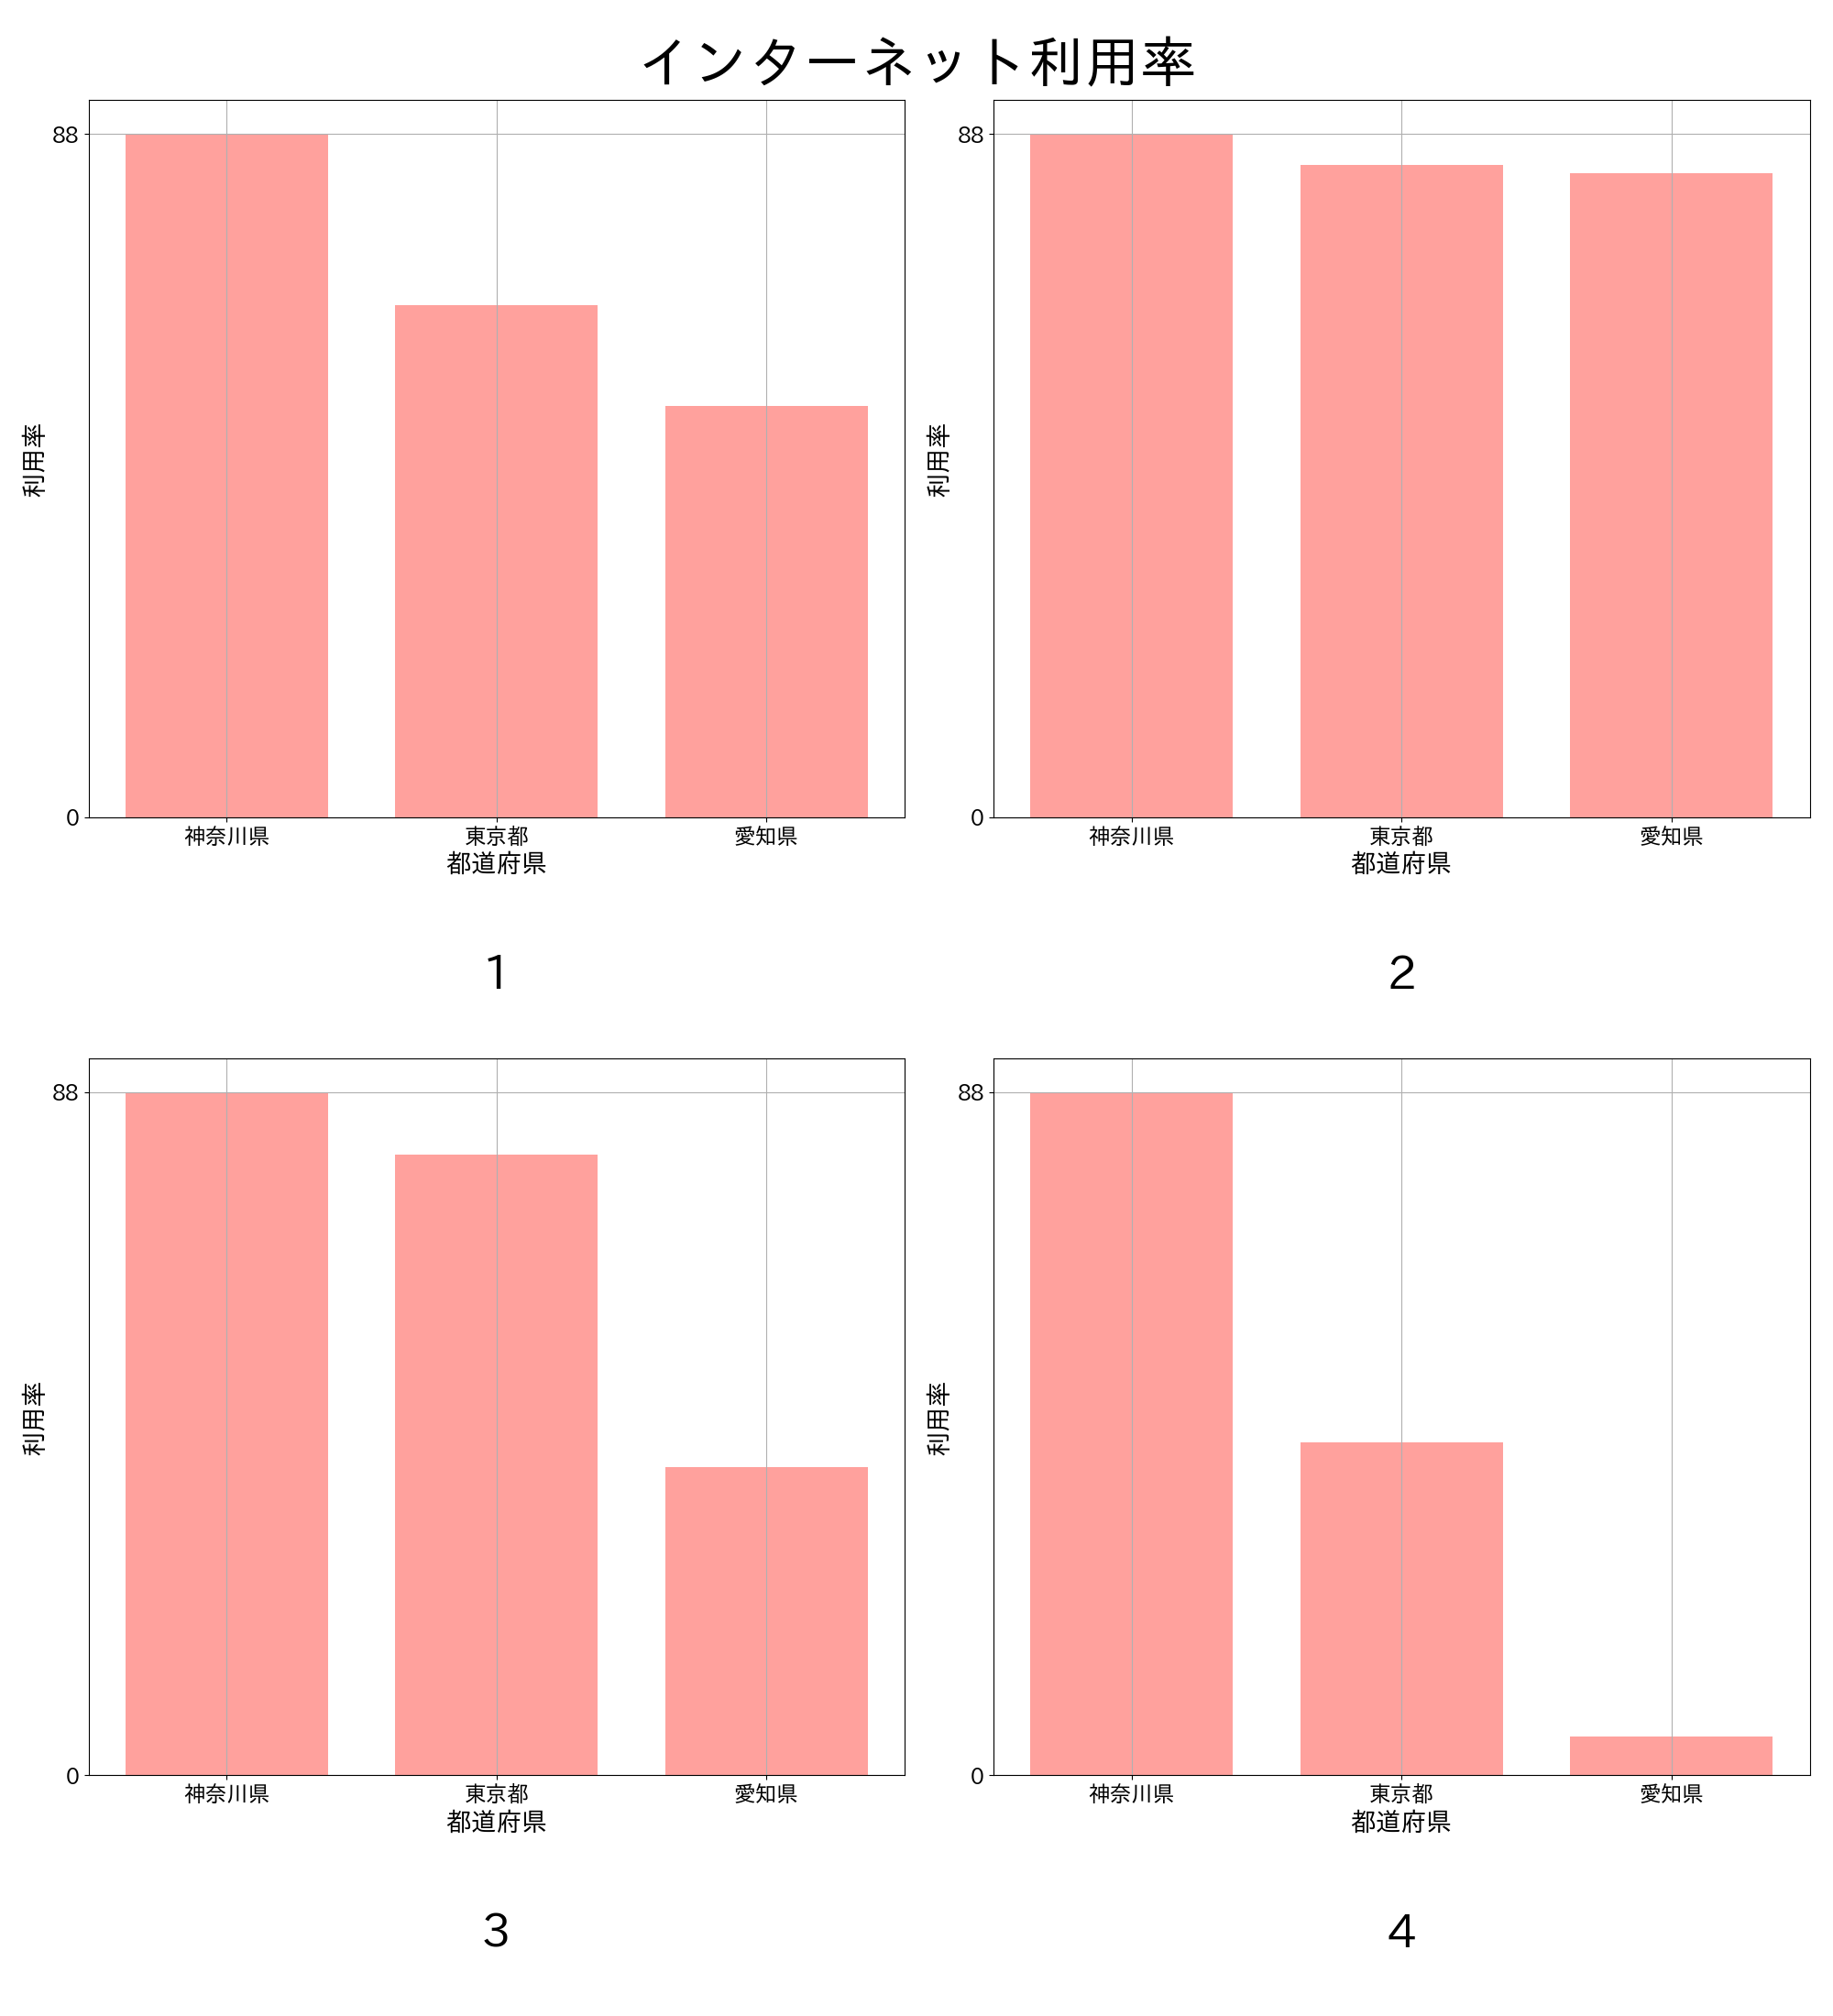 インターネット利用率
88
利用率
0
神奈川県 東京都 愛知県
都道府県
1
88
利用率
0
神奈川県 東京都 愛知県
都道府県
2
88
利用率
0
神奈川県 東京都 愛知県
都道府県
3
88
利用率
0
神奈川県 東京都 愛知県
都道府県
4